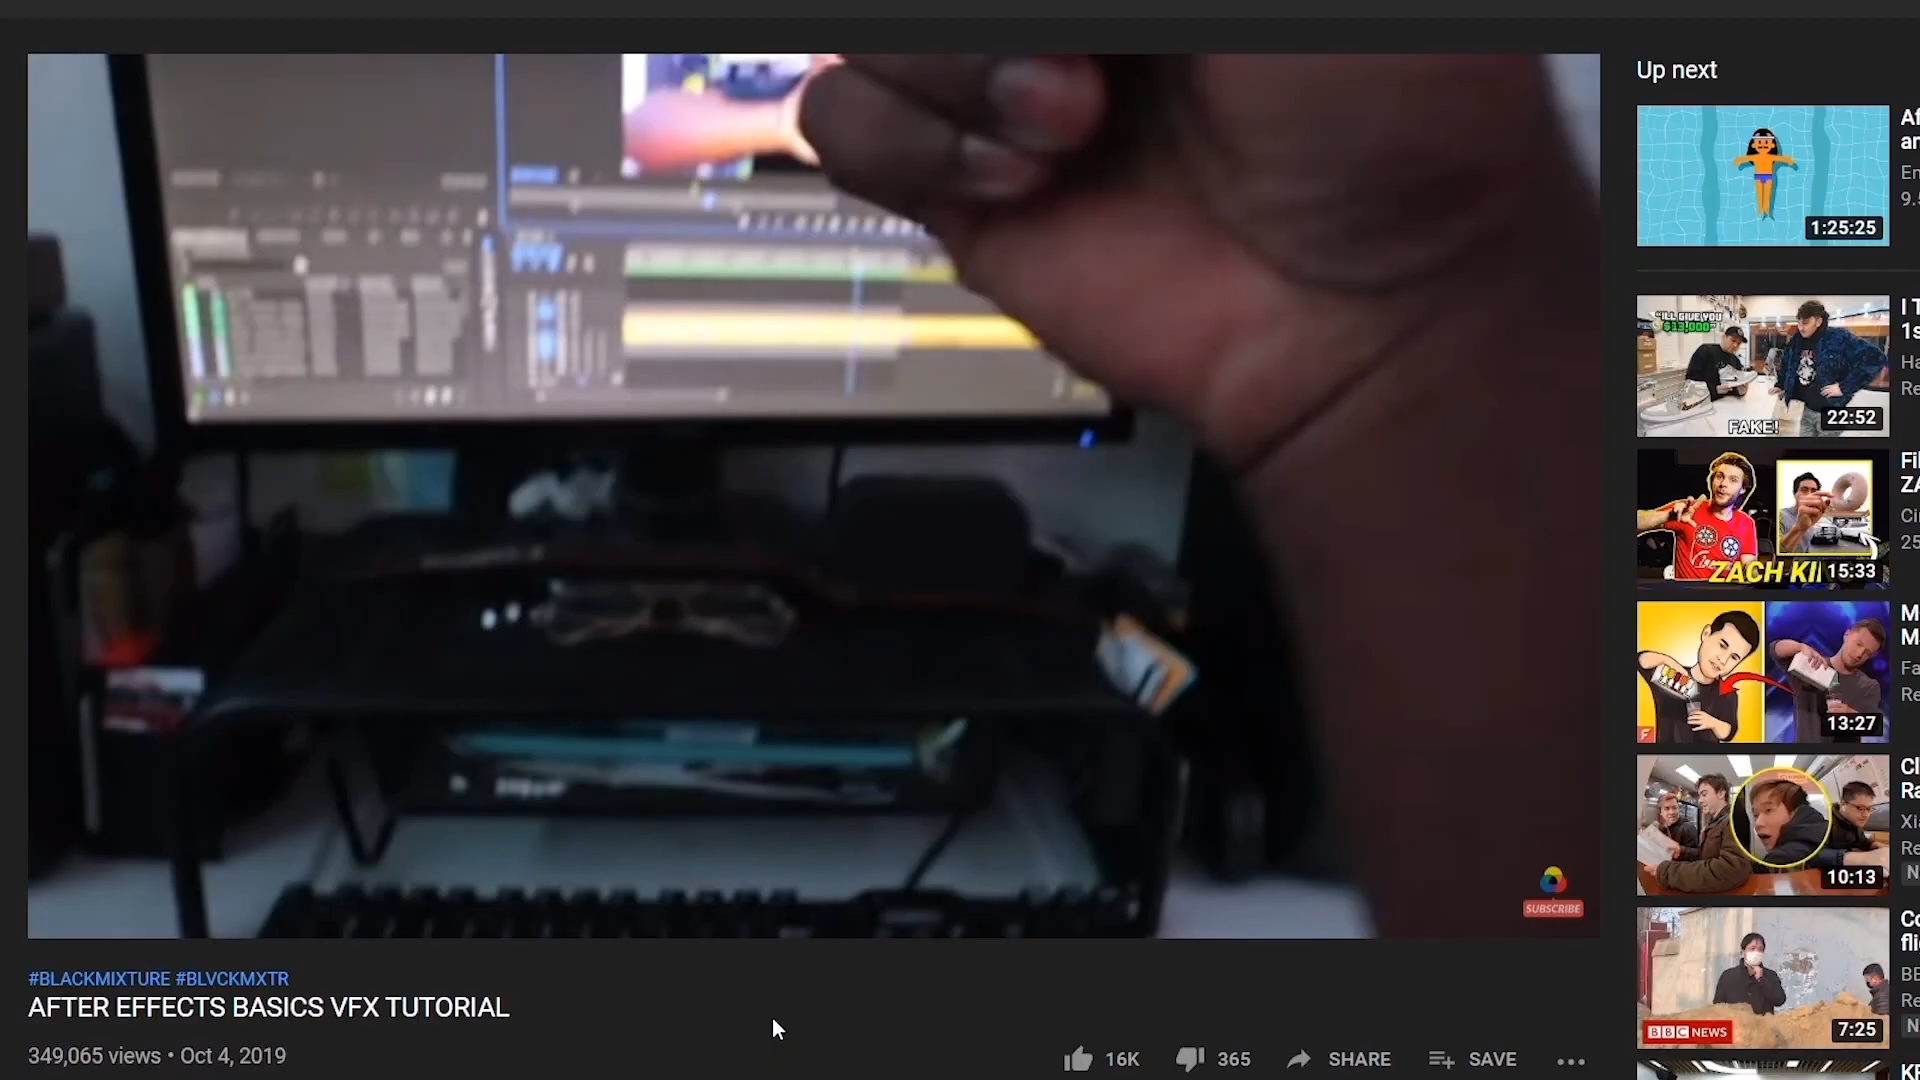 Up next
1:25:25
"ILL GIVE YOU
$13,000"
FAKE!
22:52
ZACH KI
15:33
13:27
10:13
BBC NEWS
7:25
SUBSCRIBE
#BLACKMIXTURE #BLVCKMXTR
AFTER EFFECTS BASICS VFX TUTORIAL
349,065 views • Oct 4, 2019
16K
365
SHARE
SAVE